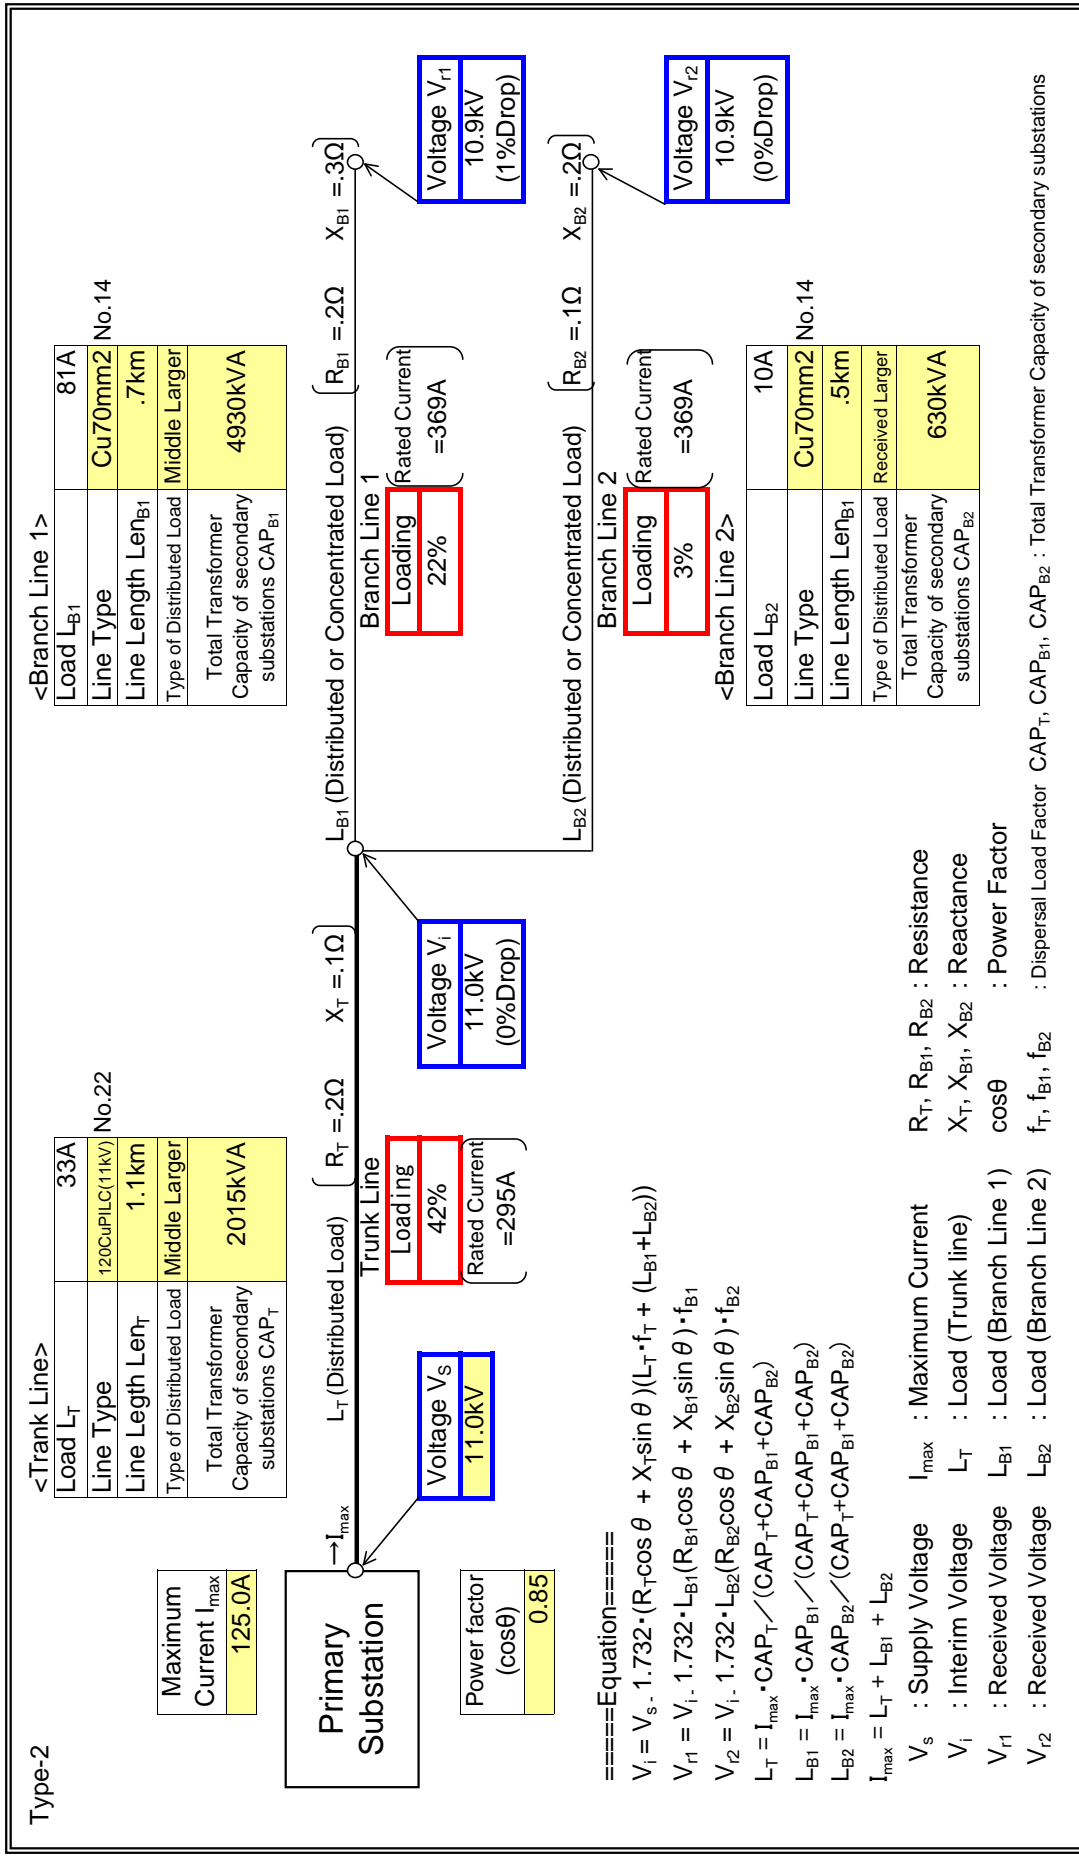 Type-2
Maximum
Current Imax
125.0A
<Trank Line>
Load LT 33A
Line Type 120CuPILC(11kV) No.22
Line Legth LenT 1.1km
Type of Distributed Load Middle Larger
Total Transformer
Capacity of secondary
substations CAPT
2015kVA
<Branch Line 1>
Load LB1 81A
Line Type Cu70mm2 No.14
Line Length LenB1 .7km
Type of Distributed Load Middle Larger
Total Transformer
Capacity of secondary
substations CAPB1
4930kVA
Primary
Substation
→Imax
LT (Distributed Load)
RT =.2Ω XT =.1Ω
LB1 (Distributed or Concentrated Load)
RB1 =.2Ω XB1 =.3Ω
Trunk Line
Loading
42%
Rated Current
=295A
Branch Line 1
Loading
22%
Rated Current
=369A
Voltage VS
11.0kV
Voltage Vi
11.0kV
(0%Drop)
Voltage Vr1
10.9kV
(1%Drop)
Power factor
(cosθ)
0.85
LB2 (Distributed or Concentrated Load)
RB2 =.1Ω XB2 =.2Ω
Branch Line 2
Loading
3%
Rated Current
=369A
Voltage Vr2
10.9kV
(0%Drop)
<Branch Line 2>
Load LB2 10A
Line Type Cu70mm2 No.14
Line Length LenB1 .5km
Type of Distributed Load Received Larger
Total Transformer
Capacity of secondary
substations CAPB2
630kVA
=====Equation=====
Vi = Vs - 1.732・(RTcosθ + XTsinθ)(LT・fT + (LB1+LB2))
Vr1 = Vi - 1.732・LB1(RB1cosθ + XB1sinθ)・fB1
Vr2 = Vi - 1.732・LB2(RB2cosθ + XB2sinθ)・fB2
LT = Imax・CAPT/(CAPT+CAPB1+CAPB2)
LB1 = Imax・CAPB1/(CAPT+CAPB1+CAPB2)
LB2 = Imax・CAPB2/(CAPT+CAPB1+CAPB2)
Imax = LT + LB1 + LB2
Vs : Supply Voltage Imax : Maximum Current RT, RB1, RB2 : Resistance
Vi : Interim Voltage LT : Load (Trunk line) XT, XB1, XB2 : Reactance
Vr1 : Received Voltage LB1 : Load (Branch Line 1) cosθ : Power Factor
Vr2 : Received Voltage LB2 : Load (Branch Line 2) fT, fB1, fB2 : Dispersal Load Factor CAPT, CAPB1, CAPB2 : Total Transformer Capacity of secondary substations